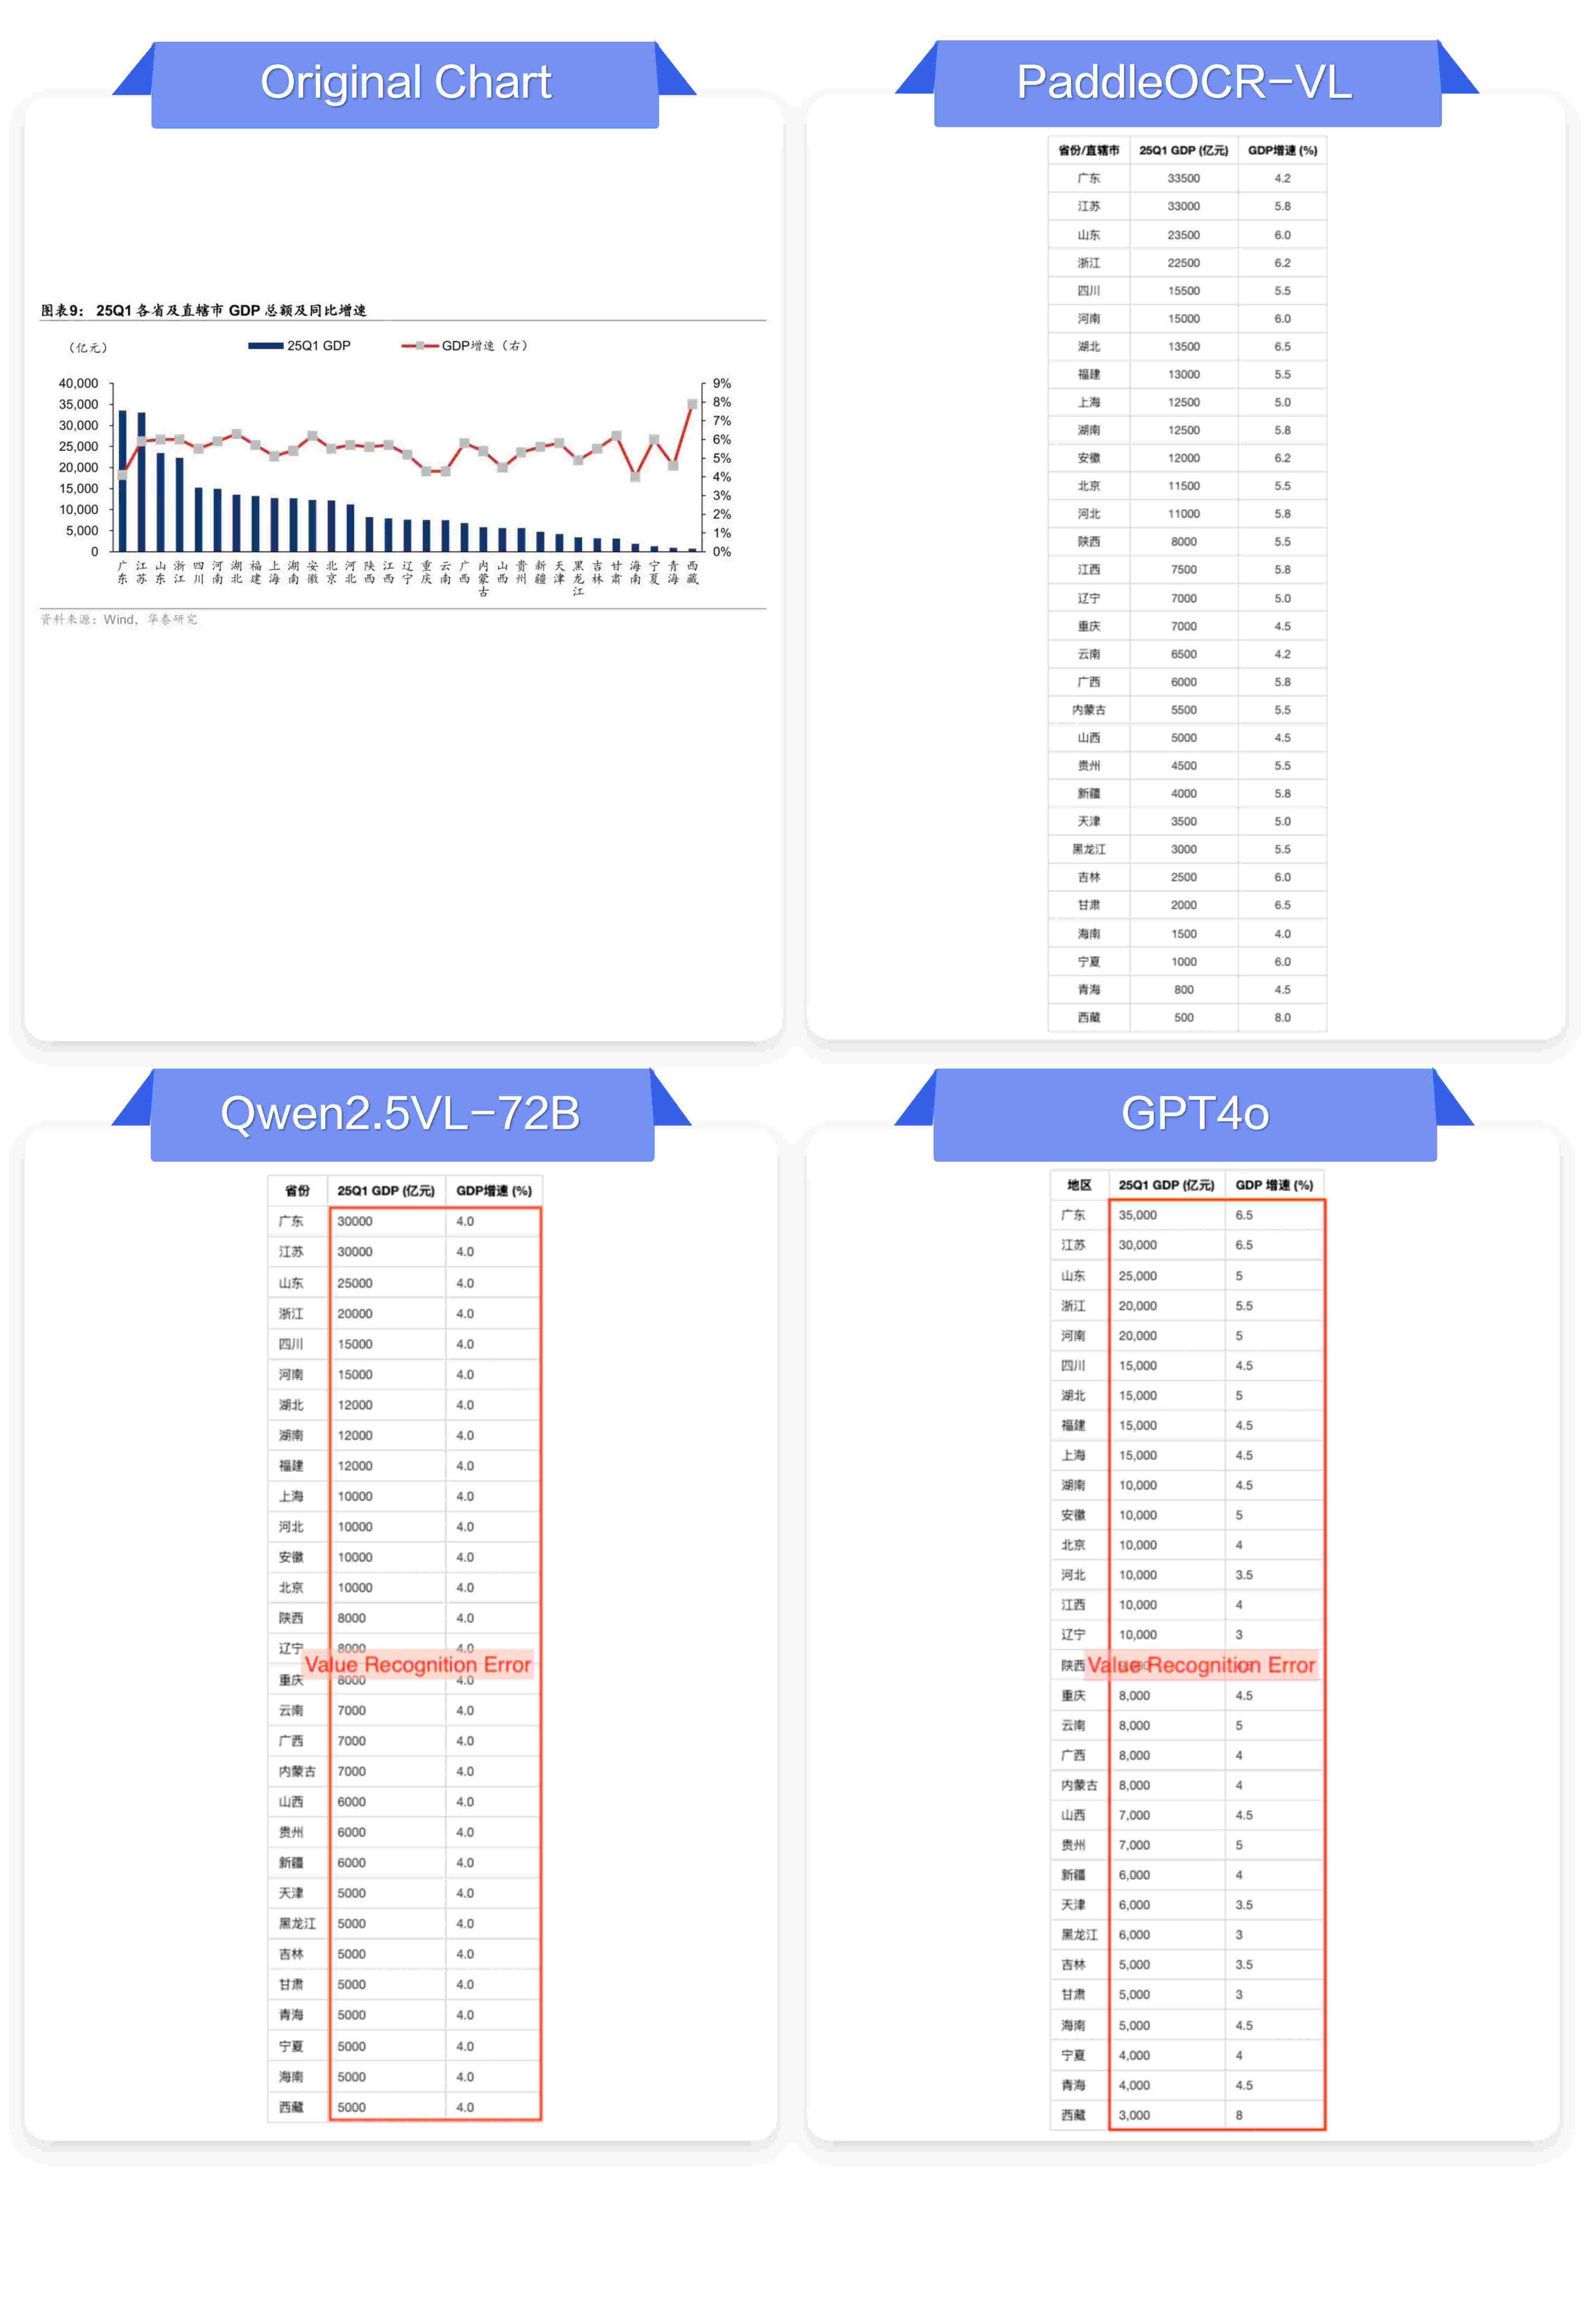 Original Chart
图表9： 25Q1 各省及直辖市 GDP 总额及同比增速
（亿元）
25Q1 GDP
GDP增速（右）
40,000
35,000
30,000
25,000
20,000
15,000
10,000
5,000
0
9%
8%
7%
6%
5%
4%
3%
2%
1%
0%
广东 江苏 山东 浙江 四川 河南 湖北 福建 上海 湖南 安徽 北京 河北 陕西 江西 辽宁 重庆 云南 广西 内蒙古 山西 贵州 新疆 天津 黑龙江 吉林 甘肃 海南 宁夏 青海 西藏
资料来源：Wind，华泰研究
PaddleOCR-VL
省份/直辖市 25Q1 GDP (亿元) GDP增速 (%)
广东 33500 4.2
江苏 33000 5.8
山东 23500 6.0
浙江 22500 6.2
四川 15500 5.5
河南 15000 6.0
湖北 13500 6.5
福建 13000 5.5
上海 12500 5.0
湖南 12500 5.8
安徽 12000 6.2
北京 11500 5.5
河北 11000 5.8
陕西 8000 5.5
江西 7500 5.8
辽宁 7000 5.0
重庆 7000 4.5
云南 6500 4.2
广西 6000 5.8
内蒙古 5500 5.5
山西 5000 4.5
贵州 4500 5.5
新疆 4000 5.8
天津 3500 5.0
黑龙江 3000 5.5
吉林 2500 6.0
甘肃 2000 6.5
海南 1500 4.0
宁夏 1000 6.0
青海 800 4.5
西藏 500 8.0
Qwen2.5VL-72B
省份 25Q1 GDP (亿元) GDP增速 (%)
广东 30000 4.0
江苏 30000 4.0
山东 25000 4.0
浙江 20000 4.0
四川 15000 4.0
河南 15000 4.0
湖北 12000 4.0
湖南 12000 4.0
福建 12000 4.0
上海 10000 4.0
河北 10000 4.0
安徽 10000 4.0
北京 10000 4.0
陕西 8000 4.0
辽宁 8000 4.0
Value Recognition Error
重庆 8000 4.0
云南 7000 4.0
广西 7000 4.0
内蒙古 7000 4.0
山西 6000 4.0
贵州 6000 4.0
新疆 6000 4.0
天津 5000 4.0
黑龙江 5000 4.0
吉林 5000 4.0
甘肃 5000 4.0
青海 5000 4.0
宁夏 5000 4.0
海南 5000 4.0
西藏 5000 4.0
GPT4o
地区 25Q1 GDP (亿元) GDP 增速 (%)
广东 35,000 6.5
江苏 30,000 6.5
山东 25,000 5
浙江 20,000 5.5
河南 20,000 5
四川 15,000 4.5
湖北 15,000 5
福建 15,000 4.5
上海 15,000 4.5
湖南 10,000 4.5
安徽 10,000 5
北京 10,000 4
河北 10,000 3.5
江西 10,000 4
辽宁 10,000 3
陕西
Value Recognition Error
重庆 8,000 4.5
云南 8,000 5
广西 8,000 4
内蒙古 8,000 4
山西 7,000 4.5
贵州 7,000 5
新疆 6,000 4
天津 6,000 3.5
黑龙江 6,000 3
吉林 5,000 3.5
甘肃 5,000 3
海南 5,000 4.5
宁夏 4,000 4
青海 4,000 4.5
西藏 3,000 8